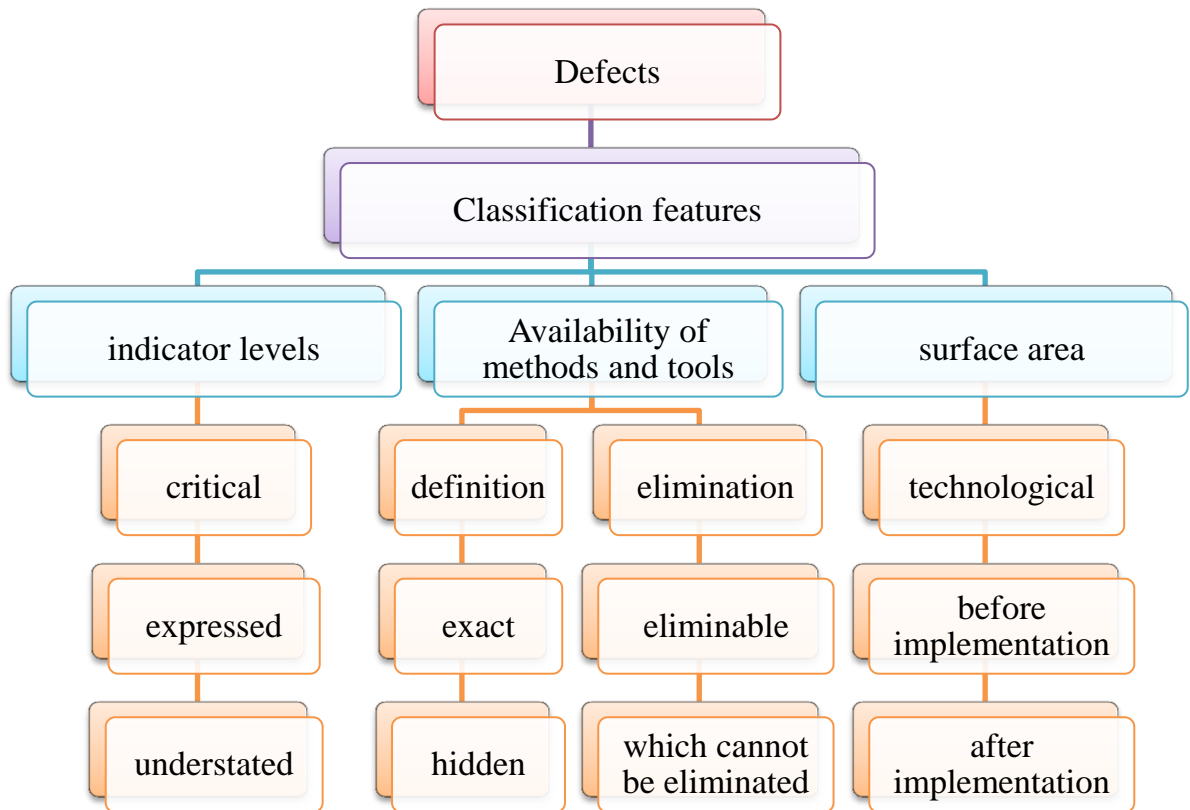 Defects
Classification features
indicator levels
Availability of
methods and tools
surface area
critical
definition
elimination
technological
expressed
exact
eliminable
before
implementation
understated
hidden
which cannot
be eliminated
after
implementation